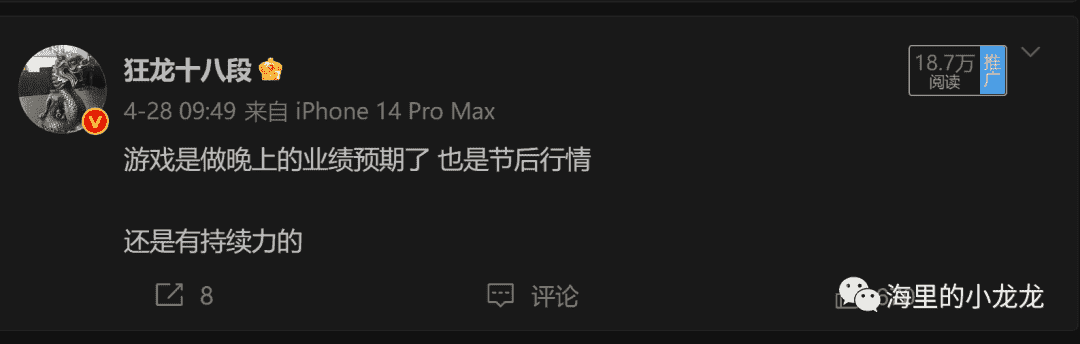 狂龙十八段
18.7万
阅读
推广
4-28 09:49 来自 iPhone 14 Pro Max
游戏是做晚上的业绩预期了 也是节后行情
还是有持续力的
8
评论
海里的小龙龙